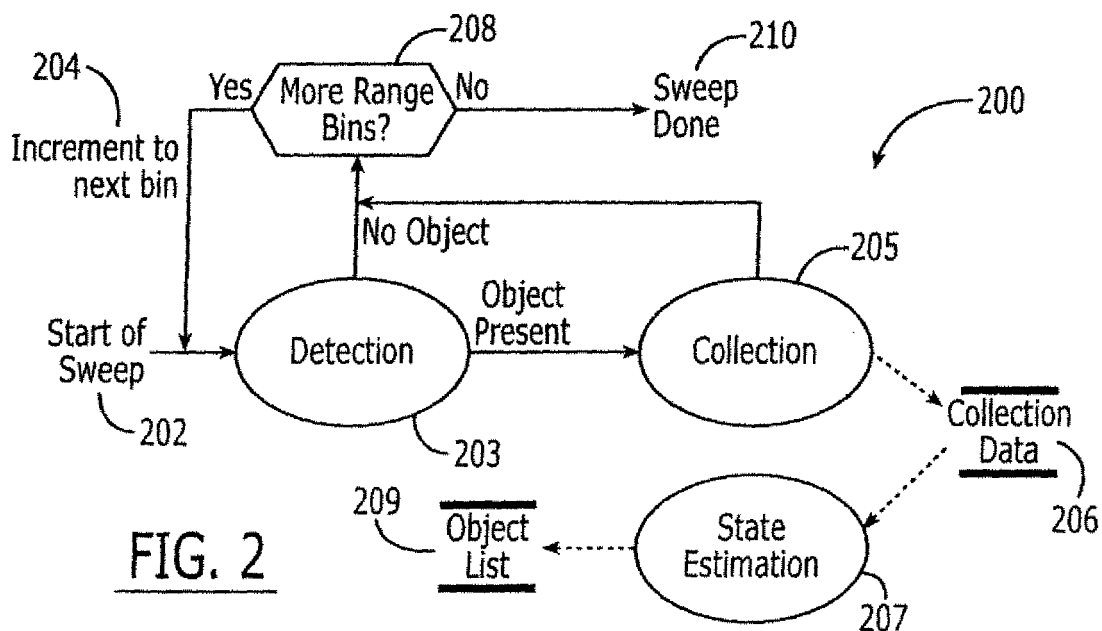 208
210
204
Yes
More Range
Bins?
No
Sweep
Done
200
Increment to
next bin
No Object
205
Object
Present
Start of
Sweep
Detection
Collection
202
203
Collection
Data
206
209
Object
List
State
Estimation
207
FIG. 2